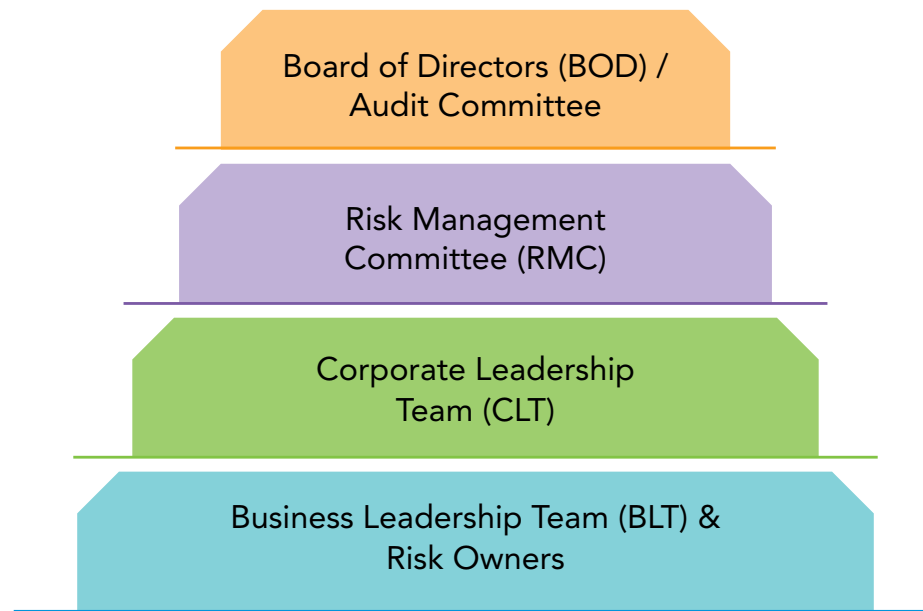 Board of Directors (BOD) /
Audit Committee
Risk Management
Committee (RMC)
Corporate Leadership
Team (CLT)
Business Leadership Team (BLT) &
Risk Owners